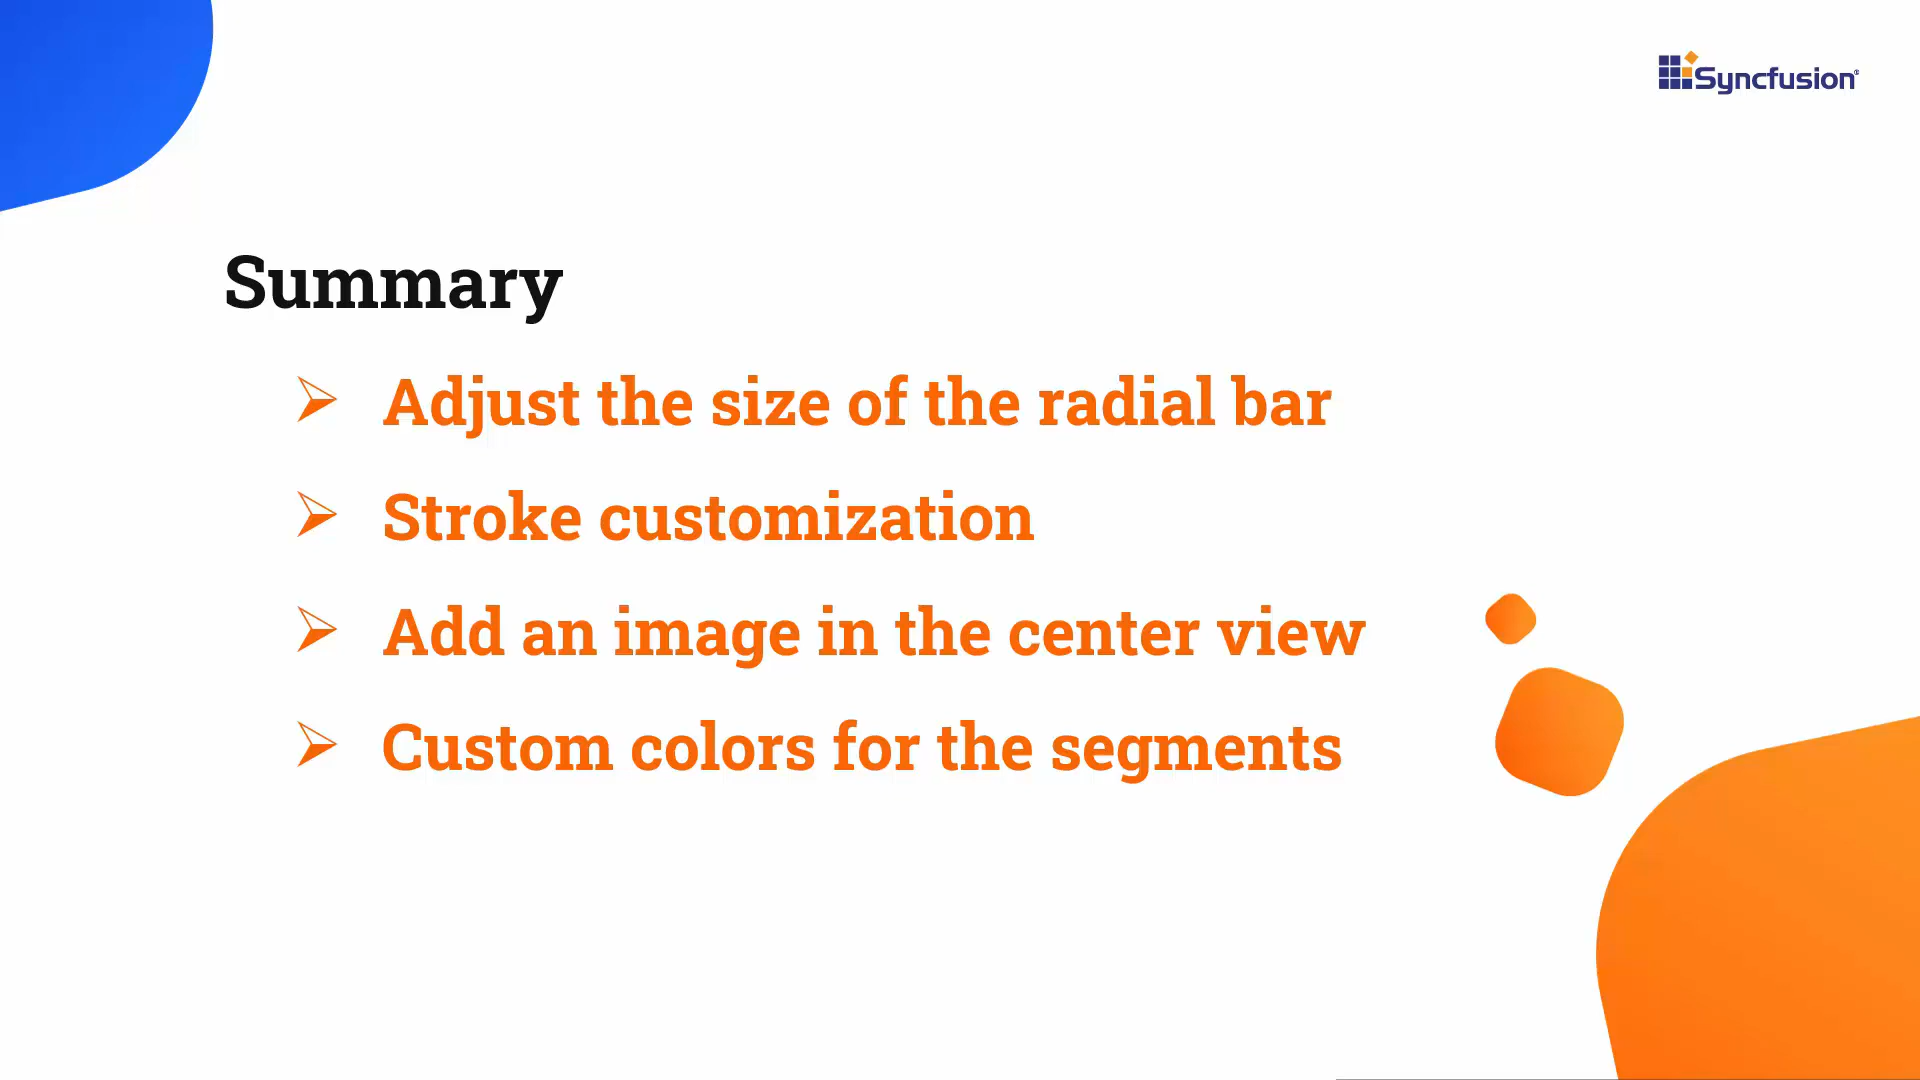 Syncfusion®
Summary
➢ Adjust the size of the radial bar
➢ Stroke customization
➢ Add an image in the center view
➢ Custom colors for the segments